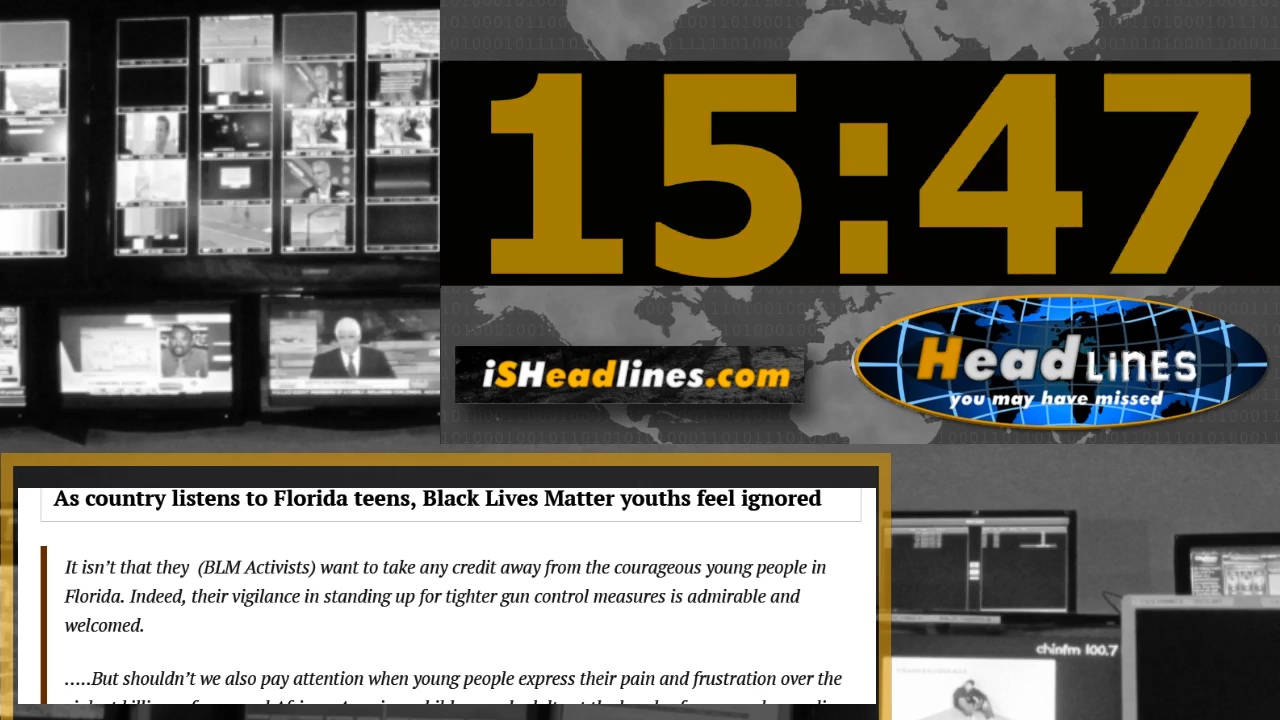 15:47
iSHeadlines.com
HeadLINES
you may have missed
As country listens to Florida teens, Black Lives Matter youths feel ignored
It isn’t that they (BLM Activists) want to take any credit away from the courageous young people in
Florida. Indeed, their vigilance in standing up for tighter gun control measures is admirable and
welcomed.
…..But shouldn’t we also pay attention when young people express their pain and frustration over the
chinfm 100.7